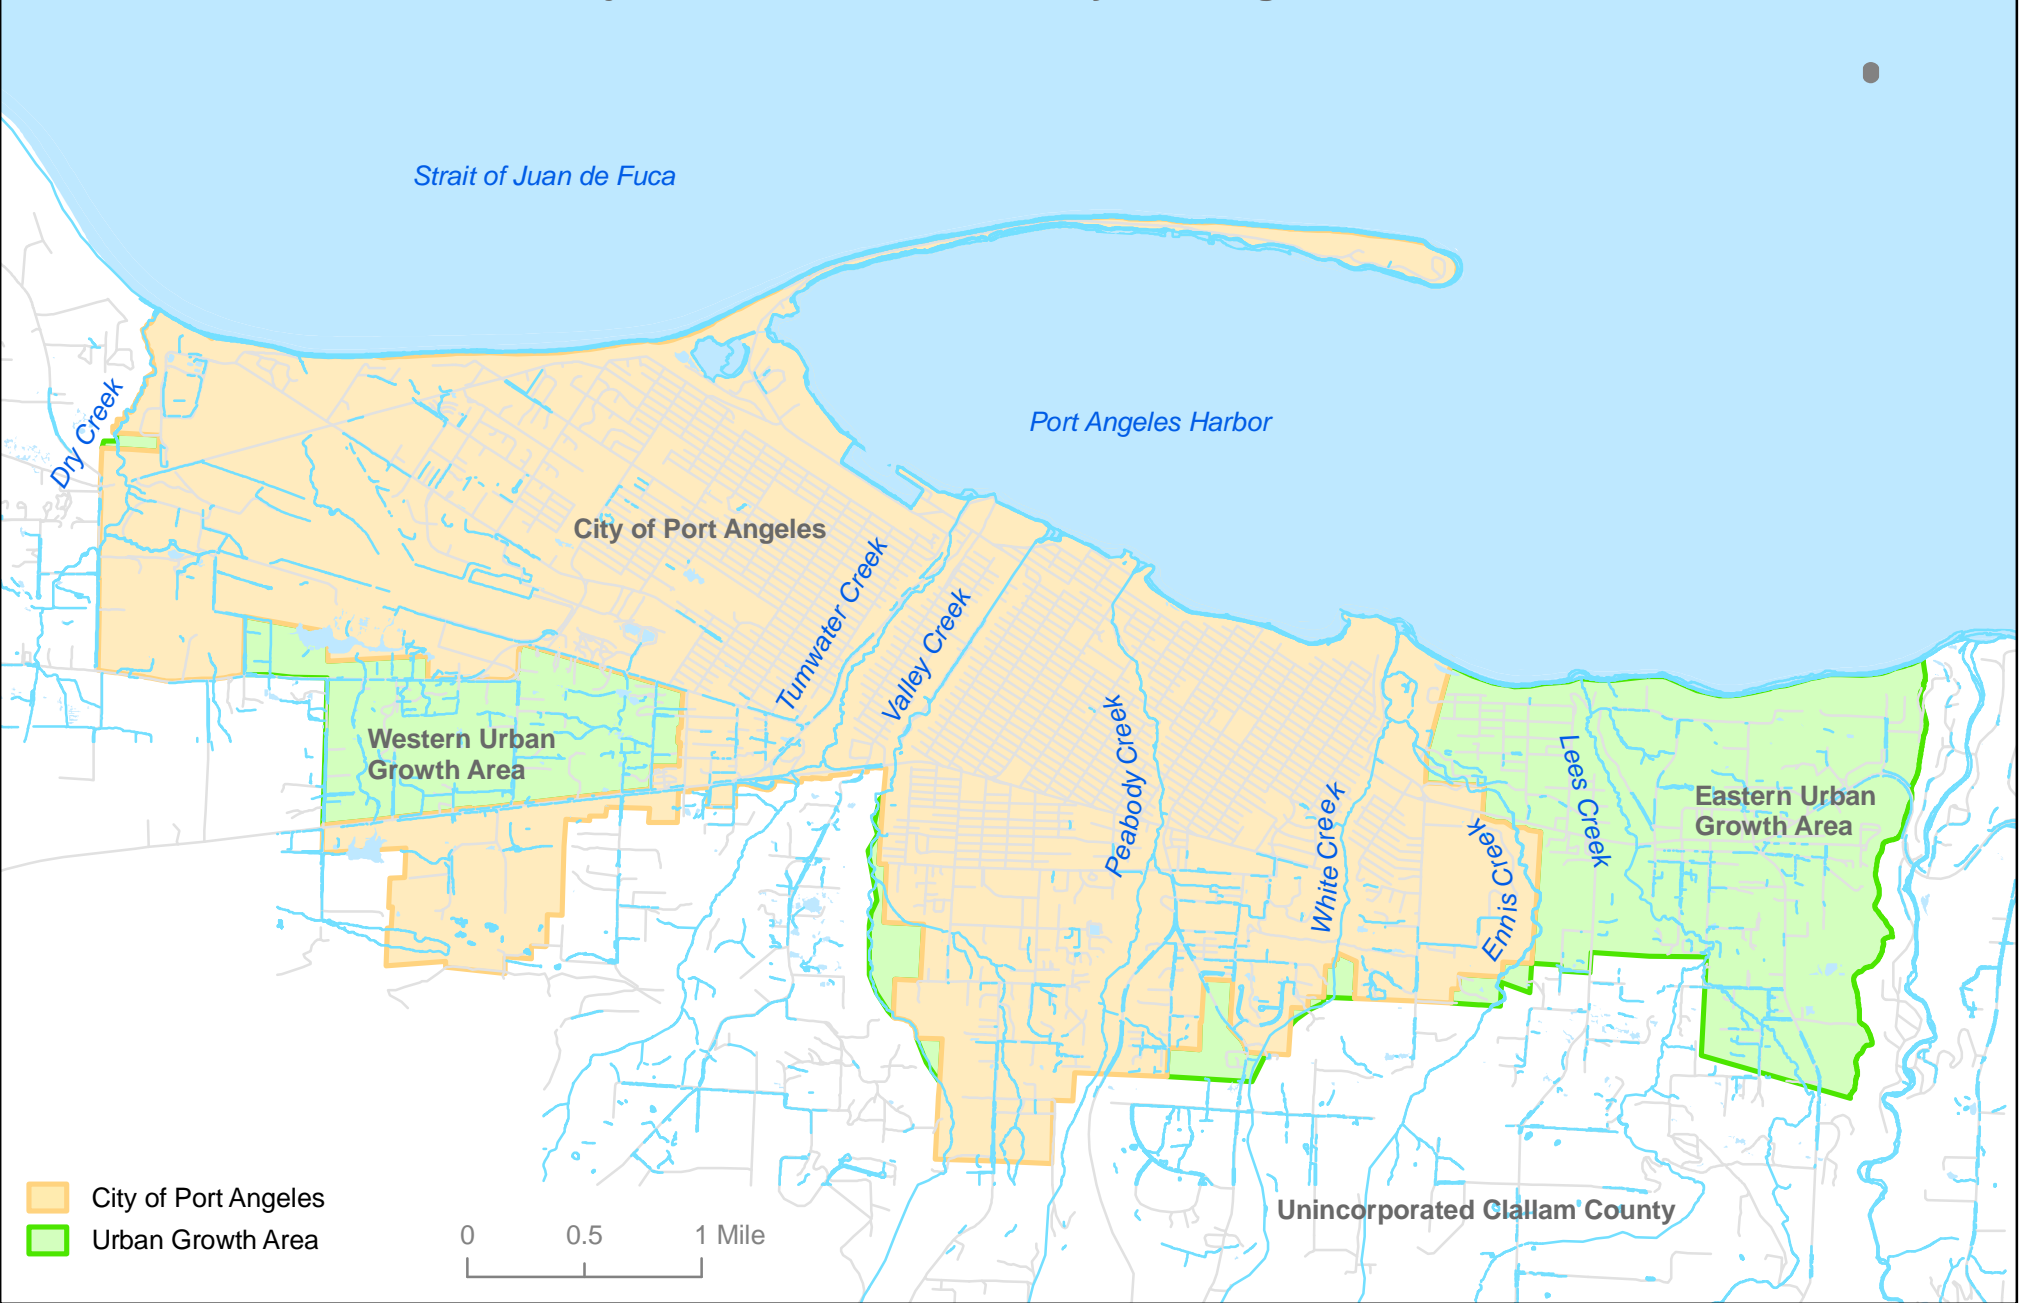 Strait of Juan de Fuca
Port Angeles Harbor
Dry Creek
City of Port Angeles
Tumwater Creek
Valley Creek
Peabody Creek
White Creek
Ennis Creek
Lees Creek
Western Urban
Growth Area
Eastern Urban
Growth Area
Unincorporated Clallam County
City of Port Angeles
Urban Growth Area
0 0.5 1 Mile